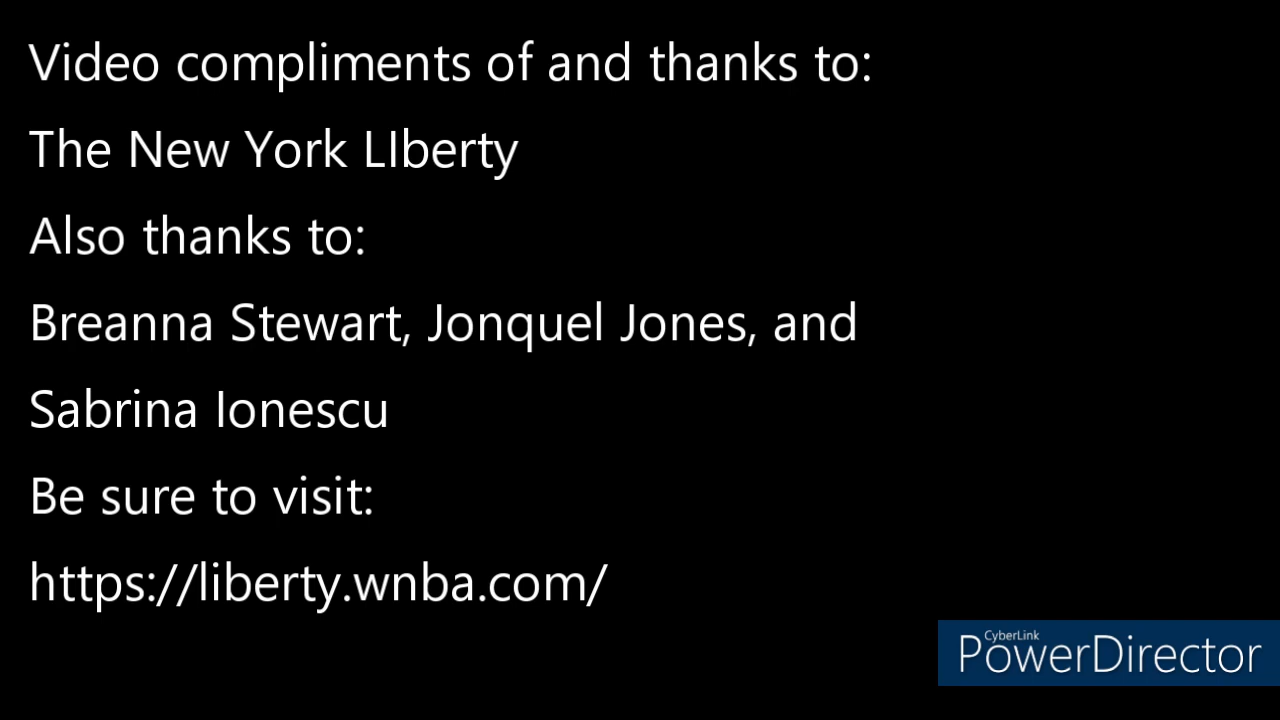 Video compliments of and thanks to:
The New York LIberty
Also thanks to:
Breanna Stewart, Jonquel Jones, and
Sabrina Ionescu
Be sure to visit:
https://liberty.wnba.com/
CyberLink
PowerDirector